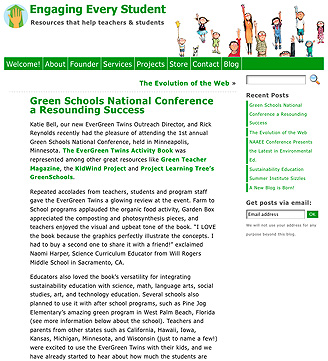 Engaging Every Student
Resources that help teachers & students
Welcome! About Founder Services Projects Store Contact Blog
The Evolution of the Web »
Green Schools National Conference
a Resounding Success
Katie Bell, our new EverGreen Twins Outreach Director, and Rick
Reynolds recently had the pleasure of attending the 1st annual
Green Schools National Conference, held in Minneapolis,
Minnesota. The EverGreen Twins Activity Book was
represented among other great resources like Green Teacher
Magazine, the KidWind Project and Project Learning Tree's
GreenSchools.
Repeated accolades from teachers, students and program staff
gave the EverGreen Twins a glowing review at the event. Farm to
School programs applauded the organic food activity, Garden Box
appreciated the composting and photosynthesis pieces, and
teachers enjoyed the visual and upbeat tone of the book. "I LOVE
the book because the graphics perfectly illustrate the concepts. I
had to buy a second one to share it with a friend!" exclaimed
Naomi Harper, Science Curriculum Educator from Will Rogers
Middle School in Sacramento, CA.
Educators also loved the book's versatility for integrating
sustainability education with science, math, language arts, social
studies, art, and technology education. Several schools also
planned to use it with after school programs, such as Pine Jog
Elementary's amazing green program in West Palm Beach, Florida
(see more information below about the school). Teachers and
parents from other states such as California, Hawaii, Iowa,
Kansas, Michigan, Minnesota, and Wisconsin (just to name a few!)
were excited to use the EverGreen Twins with their kids, and we
have already started to hear about how much the students are
Recent Posts
Green Schools National
Conference a Resounding
Success
The Evolution of the Web
NAAEE Conference Presents
the Latest in Environmental
Ed.
Sustainability Education
Summer Institute Sizzles
A New Blog is Born!
Get posts via email:
Email address OK
We will not use your address for any
purpose beyond this blog.